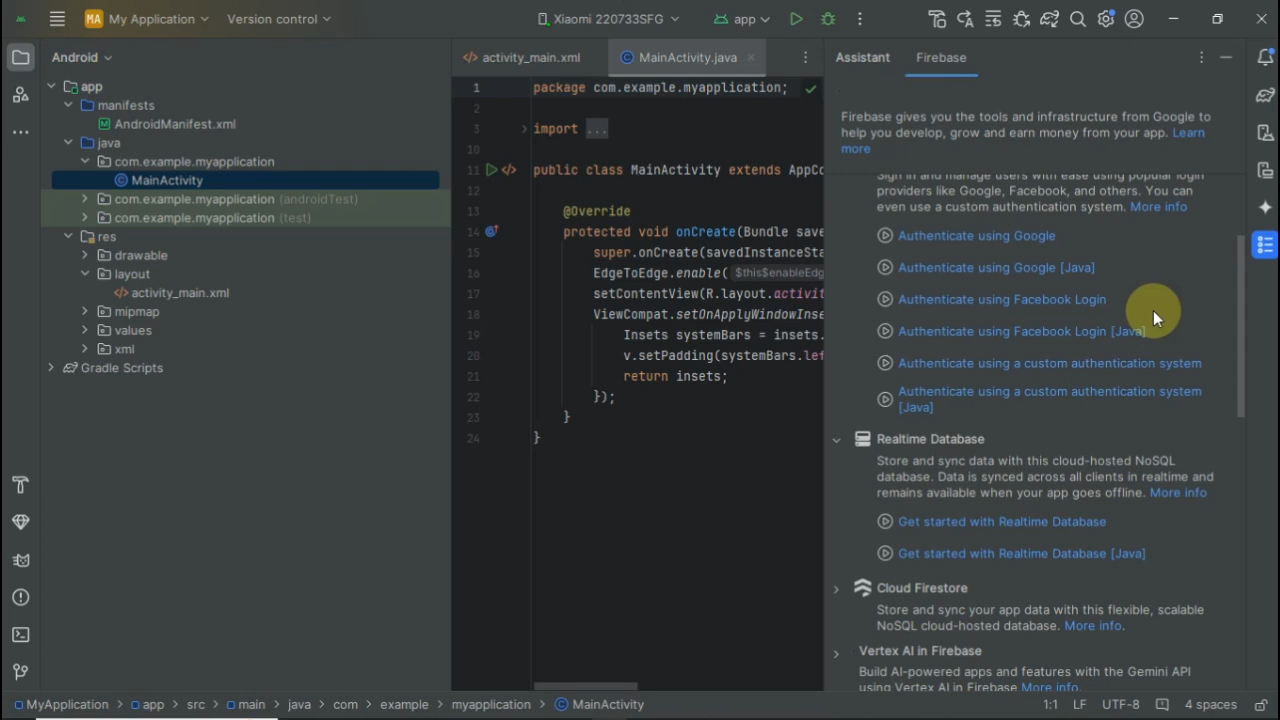 MA My Application Version control Xiaomi 220733SFG app
Android
app
manifests
AndroidManifest.xml
java
com.example.myapplication
MainActivity
com.example.myapplication (androidTest)
com.example.myapplication (test)
res
drawable
layout
activity_main.xml
mipmap
values
xml
Gradle Scripts
activity_main.xml MainActivity.java
1 package com.example.myapplication;
2
3 import ...
10
11 public class MainActivity extends AppCo
12
13 @Override
14 protected void onCreate(Bundle save
15 super.onCreate(savedInstanceSta
16 EdgeToEdge.enable( $this$enableEdg
17 setContentView(R.layout.activit
18 ViewCompat.setOnApplyWindowInse
19 Insets systemBars = insets.
20 v.setPadding(systemBars.lef
21 return insets;
22 });
23 }
24 }
Assistant Firebase
Firebase gives you the tools and infrastructure from Google to
help you develop, grow and earn money from your app. Learn
more
Sign in and manage users with ease using popular login
providers like Google, Facebook, and others. You can
even use a custom authentication system. More info
Authenticate using Google
Authenticate using Google [Java]
Authenticate using Facebook Login
Authenticate using Facebook Login [Java]
Authenticate using a custom authentication system
Authenticate using a custom authentication system
[Java]
Realtime Database
Store and sync data with this cloud-hosted NoSQL
database. Data is synced across all clients in realtime and
remains available when your app goes offline. More info
Get started with Realtime Database
Get started with Realtime Database [Java]
Cloud Firestore
Store and sync your app data with this flexible, scalable
NoSQL cloud-hosted database. More info.
Vertex AI in Firebase
Build AI-powered apps and features with the Gemini API
using Vertex AI in Firebase More info.
MyApplication app src main java com example myapplication MainActivity 1:1 LF UTF-8 4 spaces